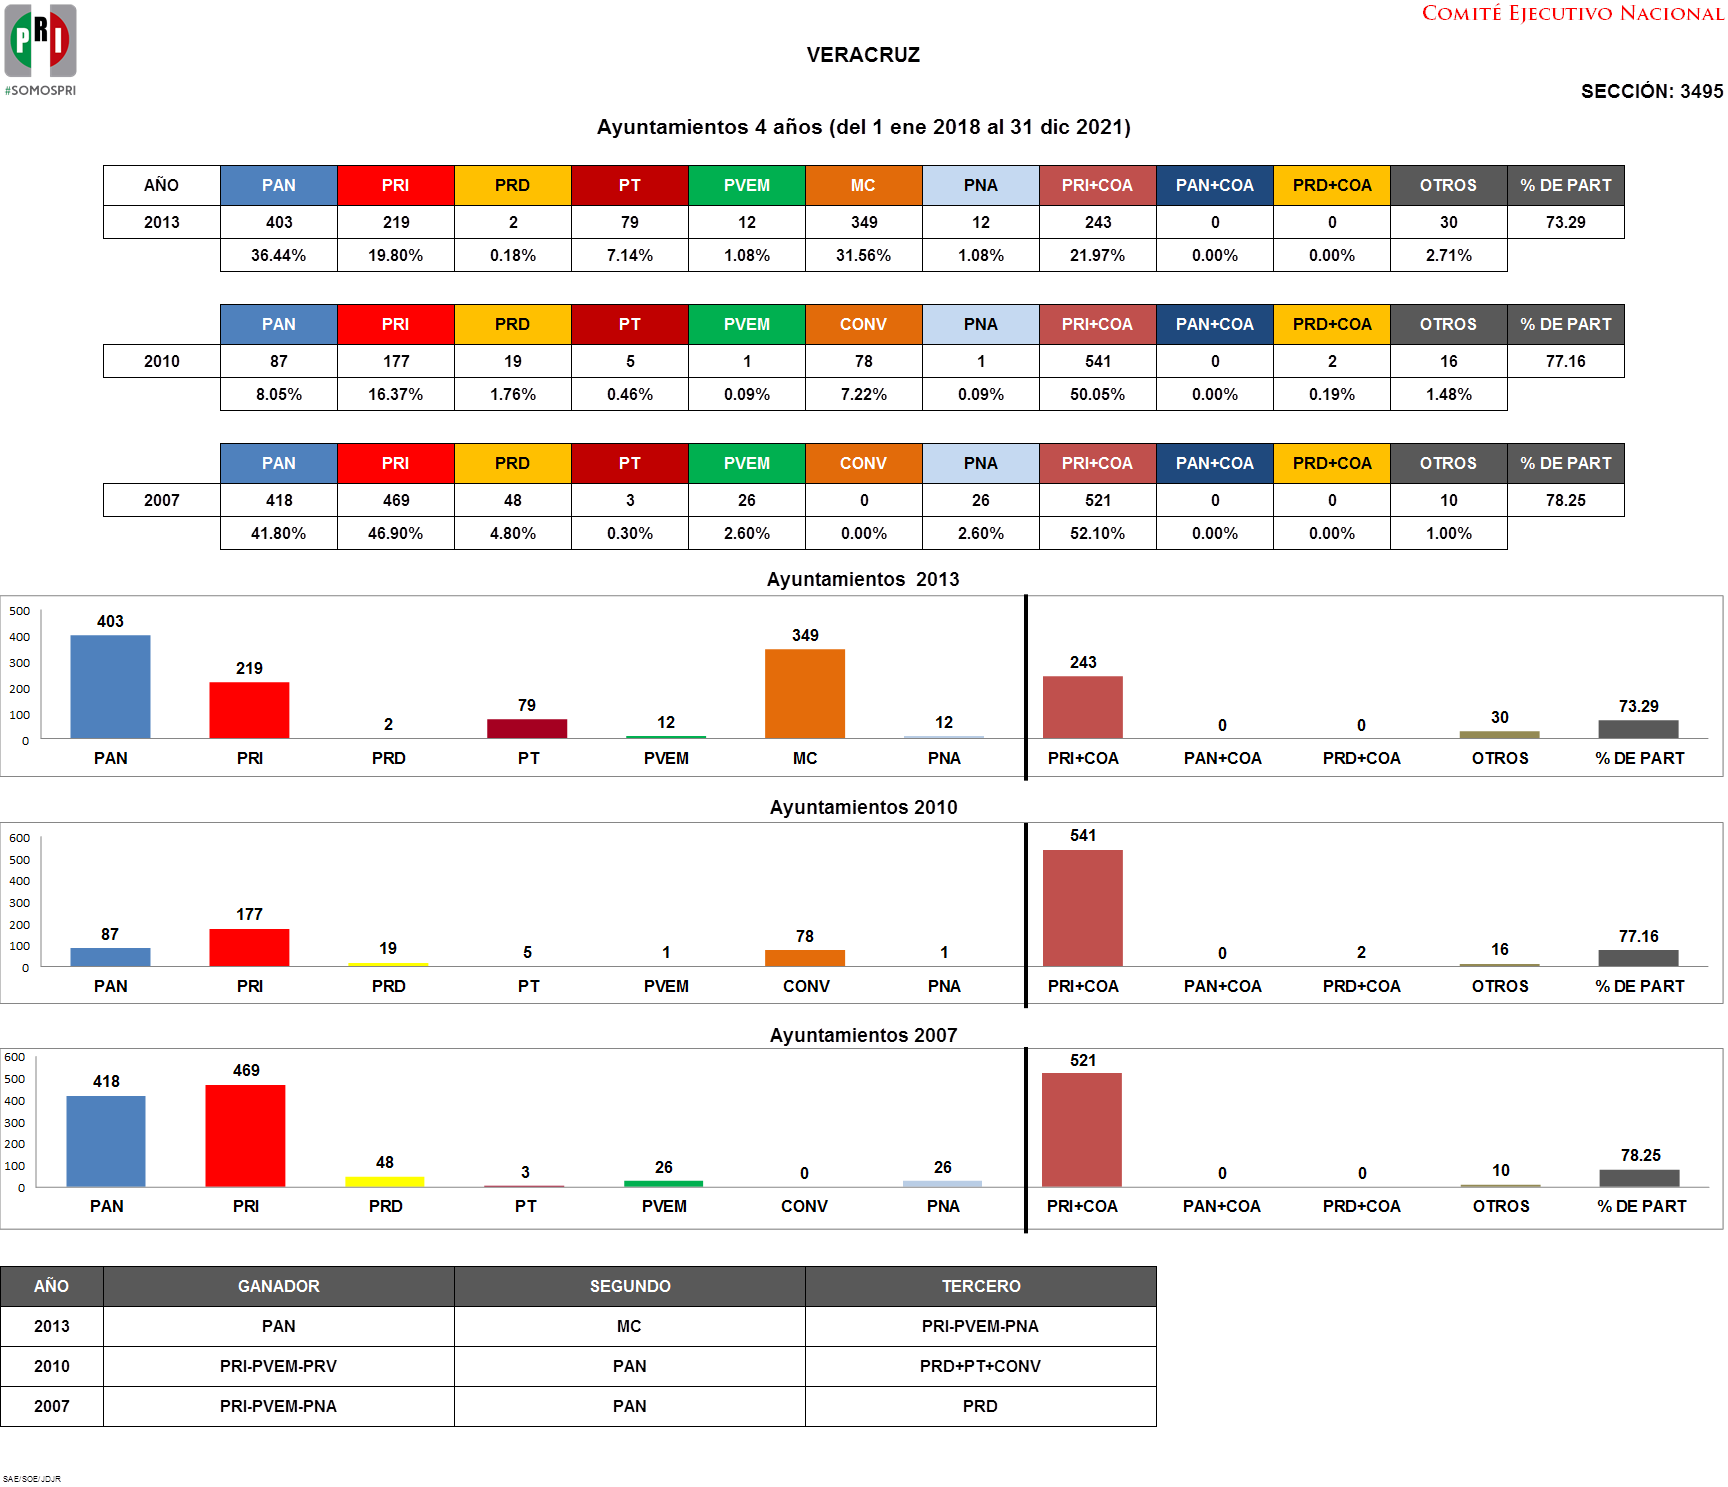 COMITÉ EJECUTIVO NACIONAL
PRI
#SOMOSPRI
VERACRUZ
SECCIÓN: 3495
Ayuntamientos 4 años (del 1 ene 2018 al 31 dic 2021)
AÑO PAN PRI PRD PT PVEM MC PNA PRI+COA PAN+COA PRD+COA OTROS % DE PART
2013 403 219 2 79 12 349 12 243 0 0 30 73.29
36.44% 19.80% 0.18% 7.14% 1.08% 31.56% 1.08% 21.97% 0.00% 0.00% 2.71%
PAN PRI PRD PT PVEM CONV PNA PRI+COA PAN+COA PRD+COA OTROS % DE PART
2010 87 177 19 5 1 78 1 541 0 2 16 77.16
8.05% 16.37% 1.76% 0.46% 0.09% 7.22% 0.09% 50.05% 0.00% 0.19% 1.48%
PAN PRI PRD PT PVEM CONV PNA PRI+COA PAN+COA PRD+COA OTROS % DE PART
2007 418 469 48 3 26 0 26 521 0 0 10 78.25
41.80% 46.90% 4.80% 0.30% 2.60% 0.00% 2.60% 52.10% 0.00% 0.00% 1.00%
Ayuntamientos 2013
500
400
300
200
100
0
403 219 2 79 12 349 12 243 0 0 30 73.29
PAN PRI PRD PT PVEM MC PNA PRI+COA PAN+COA PRD+COA OTROS % DE PART
Ayuntamientos 2010
600
500
400
300
200
100
0
87 177 19 5 1 78 1 541 0 2 16 77.16
PAN PRI PRD PT PVEM CONV PNA PRI+COA PAN+COA PRD+COA OTROS % DE PART
Ayuntamientos 2007
600
500
400
300
200
100
0
418 469 48 3 26 0 26 521 0 0 10 78.25
PAN PRI PRD PT PVEM CONV PNA PRI+COA PAN+COA PRD+COA OTROS % DE PART
AÑO GANADOR SEGUNDO TERCERO
2013 PAN MC PRI-PVEM-PNA
2010 PRI-PVEM-PRV PAN PRD+PT+CONV
2007 PRI-PVEM-PNA PAN PRD
SAE/SOE/JDJR